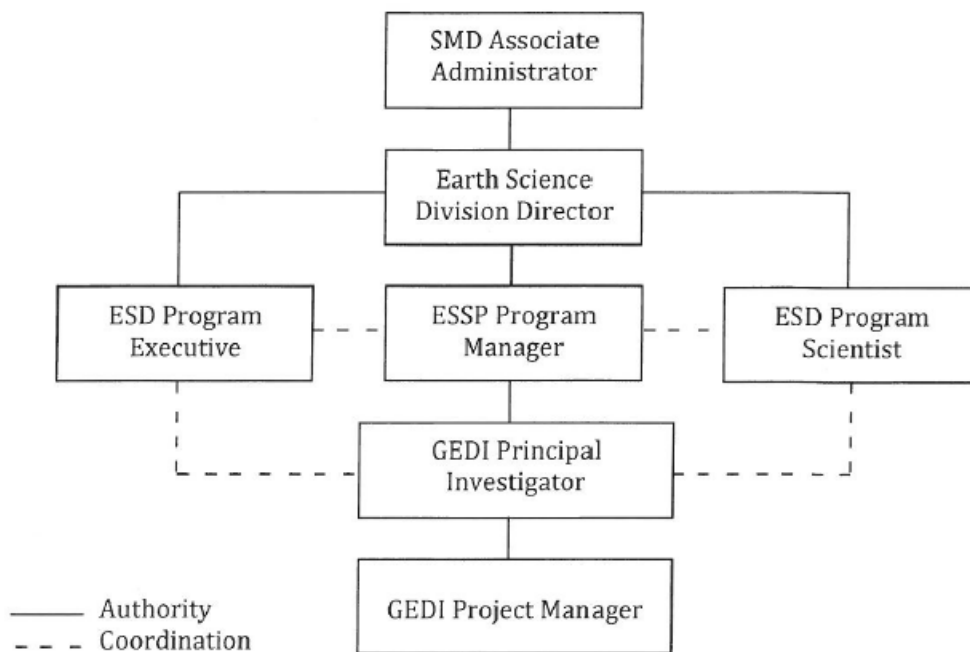 SMD Associate
Administrator
Earth Science
Division Director
ESD Program
Executive
ESSP Program
Manager
ESD Program
Scientist
GEDI Principal
Investigator
GEDI Project Manager
Authority
Coordination